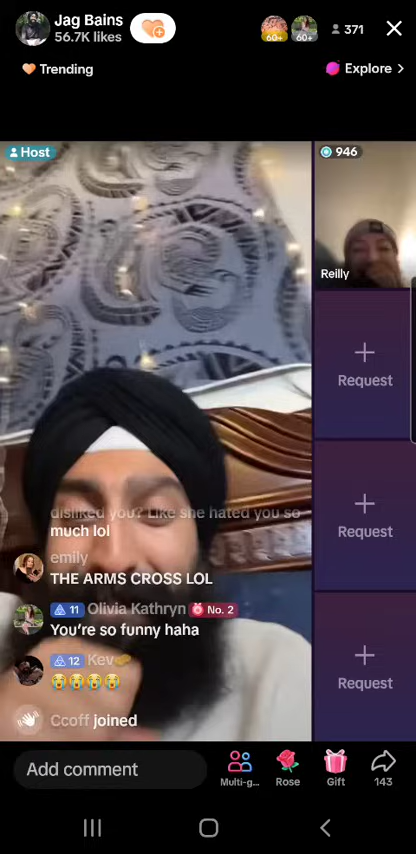 Jag Bains
56.7K likes
60+
60+
371
Trending
Explore >
Host
946
Reilly
Request
Request
Request
disliked you? Like she hated you so
much lol
emily
THE ARMS CROSS LOL
11 Olivia Kathryn No. 2
You're so funny haha
12 Kev
Ccoff joined
Add comment
Multi-g...
Rose
Gift
143